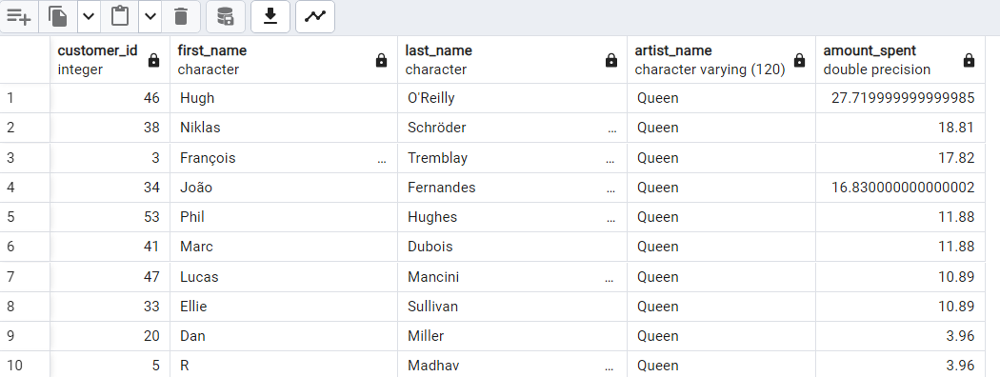 customer_id first_name last_name artist_name amount_spent
integer character character character varying (120) double precision
1 46 Hugh O'Reilly Queen 27.719999999999985
2 38 Niklas Schröder ... Queen 18.81
3 3 François ... Tremblay ... Queen 17.82
4 34 João Fernandes ... Queen 16.830000000000002
5 53 Phil Hughes ... Queen 11.88
6 41 Marc Dubois Queen 11.88
7 47 Lucas Mancini ... Queen 10.89
8 33 Ellie Sullivan Queen 10.89
9 20 Dan Miller Queen 3.96
10 5 R Madhav ... Queen 3.96